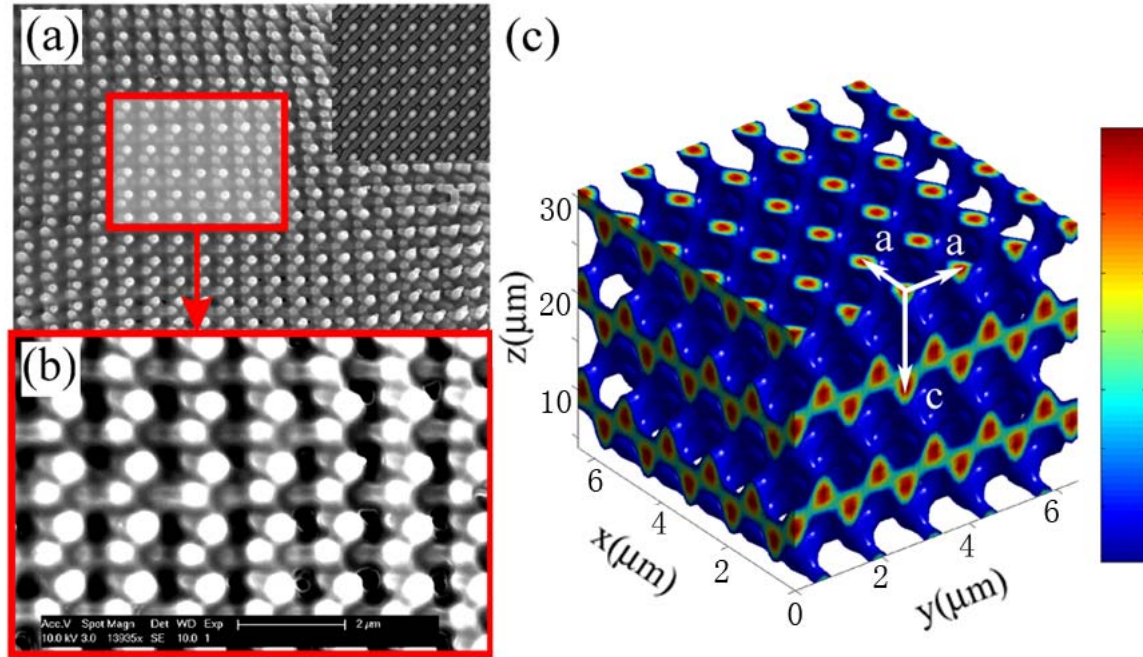 (a)
(b)
Acc.V Spot Magn Det WD Exp
10.0 kV 3.0 13935x SE 10.0 1
2 μm
(c)
a a
c
z(μm)
30
20
10
x(μm)
6
4
2
0
y(μm)
2
4
6